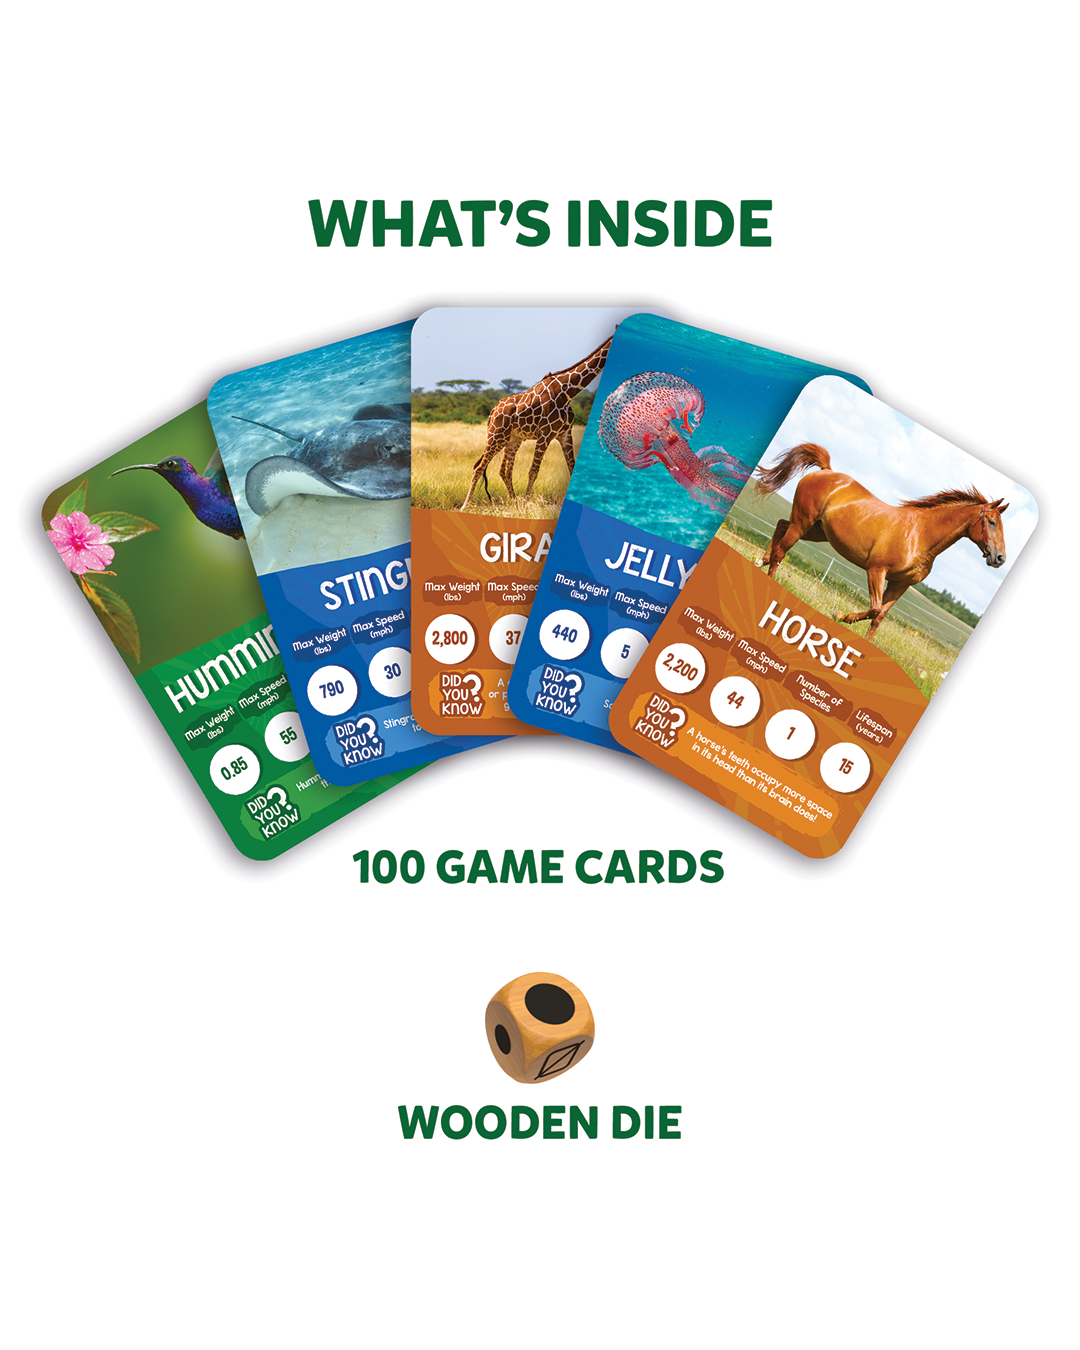 WHAT'S INSIDE
HUMMIN
Max Weight
(lbs)
Max Speed
(mph)
0.85
55
DID
YOU?
KNOW
Humm
th
STING
Max Weight
(lbs)
Max Speed
(mph)
790
30
DID
YOU?
KNOW
Stingr
to
GIRA
Max Weight
(lbs)
Max Speed
(mph)
2,800
37
DID
YOU?
KNOW
A
or p
g
JELLY
Max Weight
(lbs)
Max Speed
(mph)
440
5
DID
YOU?
KNOW
So
HORSE
Max Weight
(lbs)
Max Speed
(mph)
Number of
Species
Lifespan
(years)
2,200
44
1
15
DID
YOU?
KNOW
A horse's teeth occupy more space
in its head than its brain does!
100 GAME CARDS
WOODEN DIE